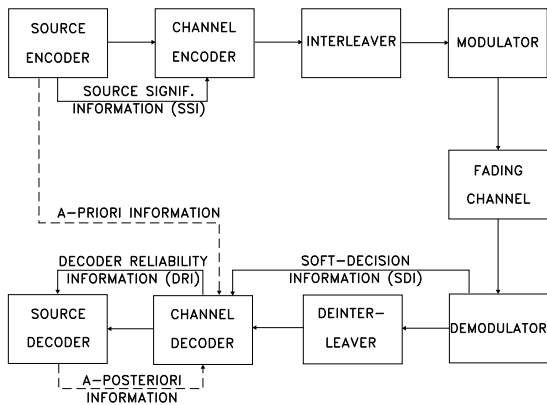 SOURCE
ENCODER
CHANNEL
ENCODER
INTERLEAVER
MODULATOR
SOURCE SIGNIF.
INFORMATION (SSI)
FADING
CHANNEL
A-PRIORI INFORMATION
DECODER RELIABILITY
INFORMATION (DRI)
SOFT-DECISION
INFORMATION (SDI)
SOURCE
DECODER
CHANNEL
DECODER
DEINTER-
LEAVER
DEMODULATOR
A-POSTERIORI
INFORMATION